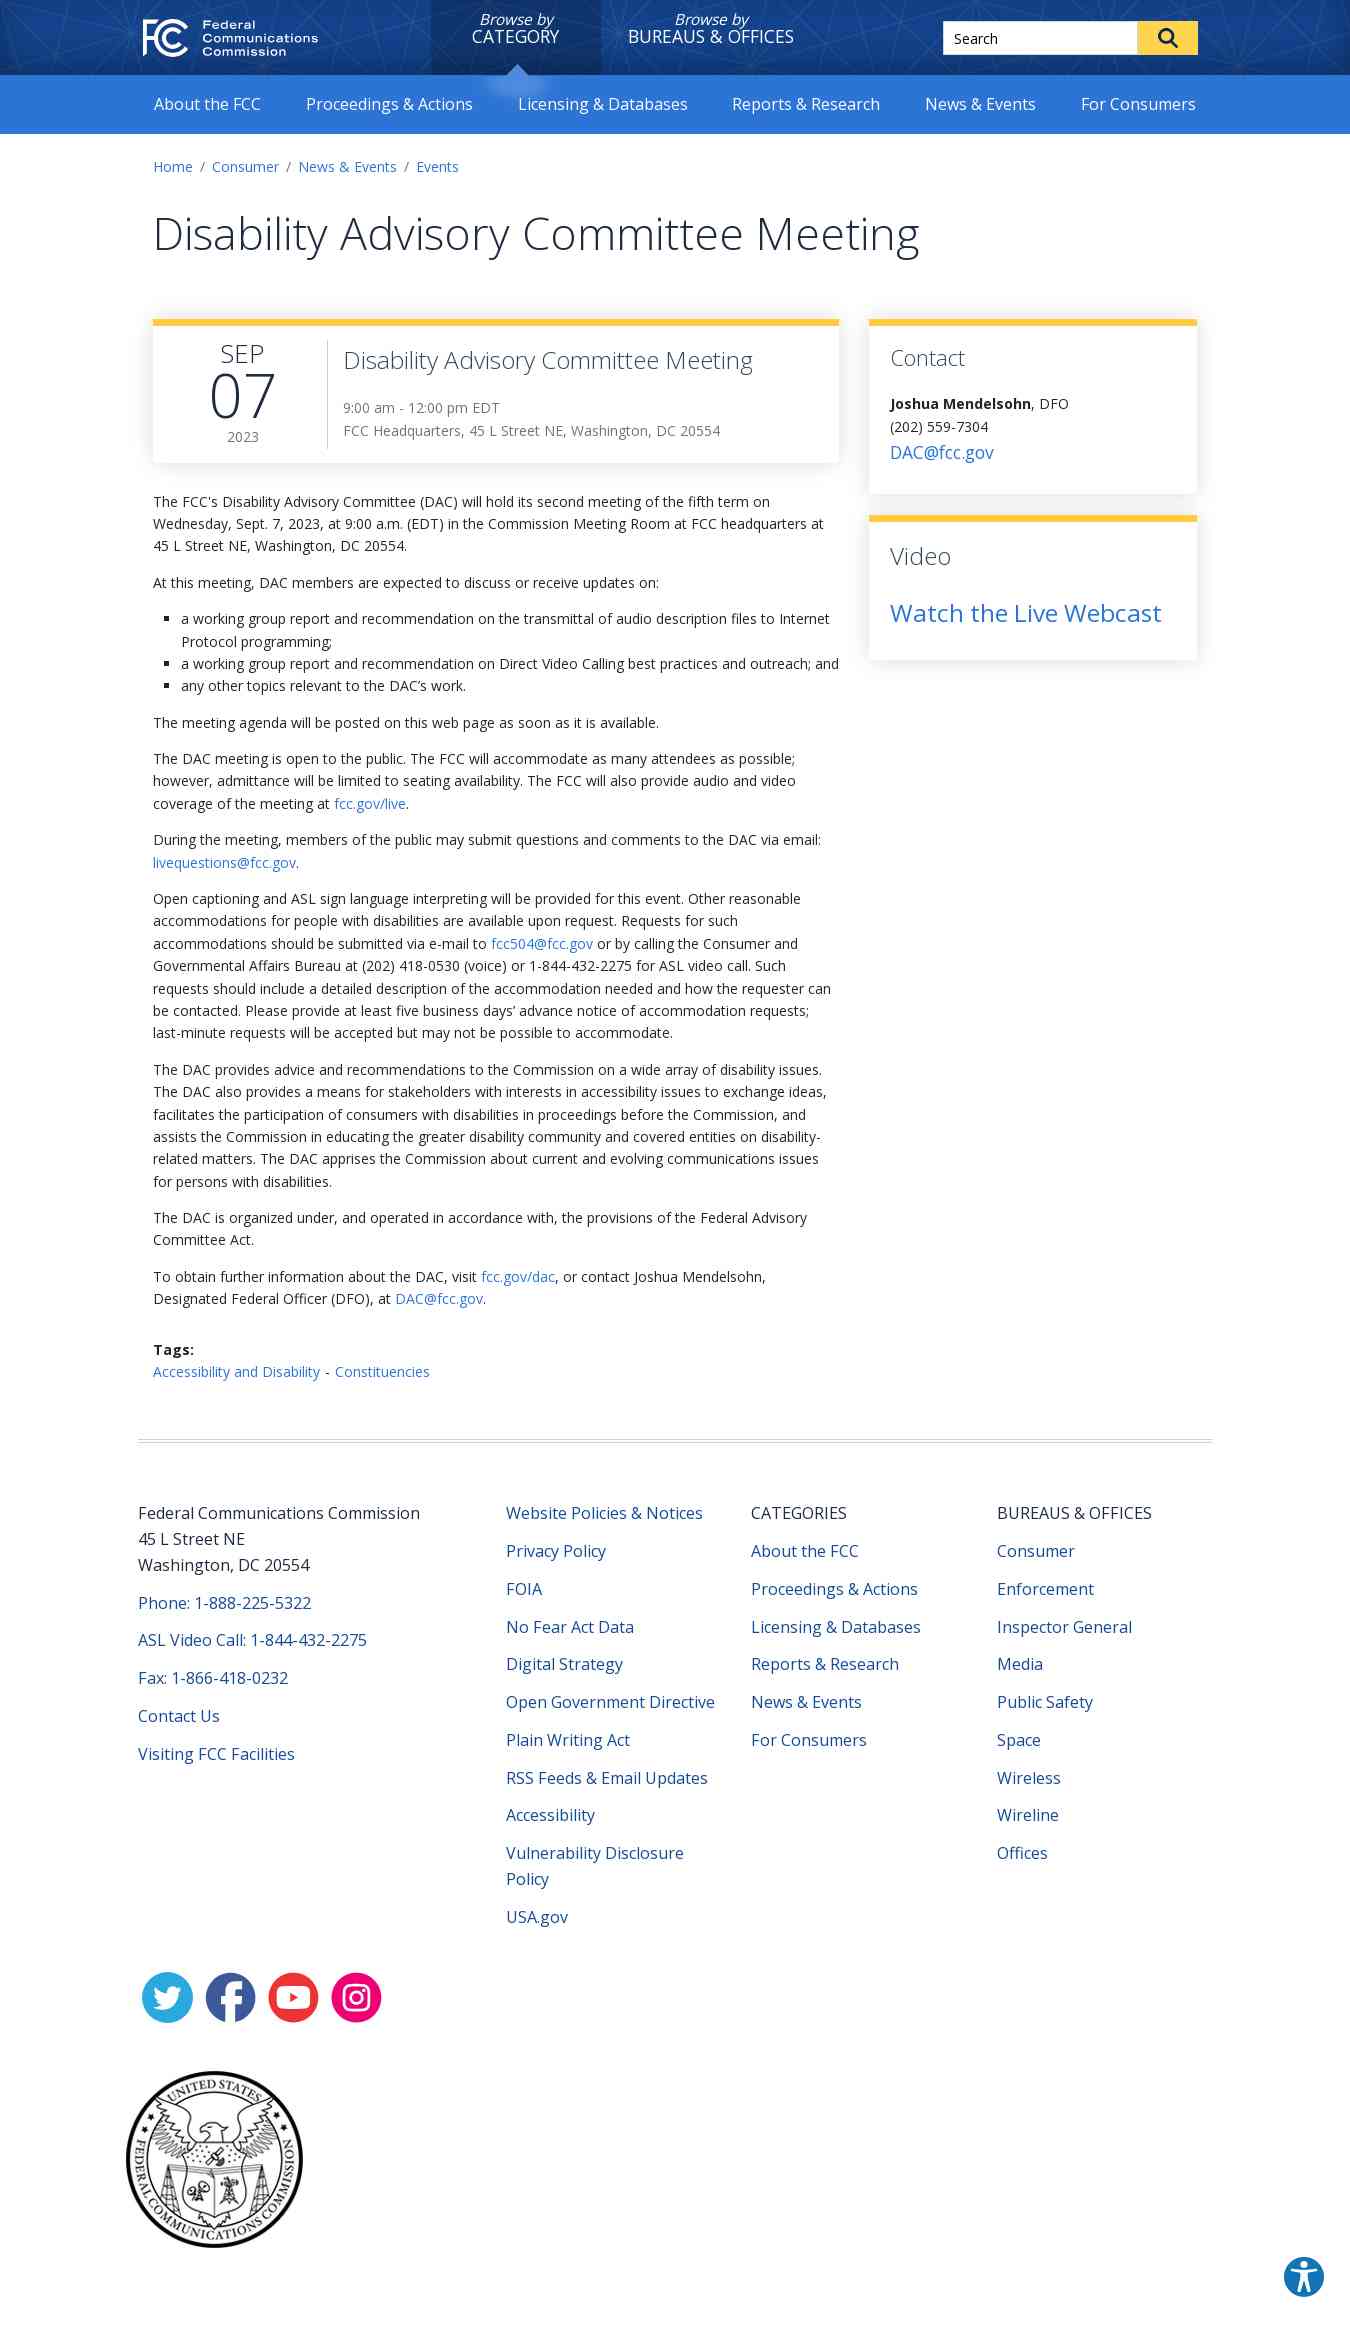 Federal
Communications
Commission
Browse by
CATEGORY
Browse by
BUREAUS & OFFICES
Search
About the FCC
Proceedings & Actions
Licensing & Databases
Reports & Research
News & Events
For Consumers
Home / Consumer / News & Events / Events
Disability Advisory Committee Meeting
SEP
07
2023
Disability Advisory Committee Meeting
9:00 am - 12:00 pm EDT
FCC Headquarters, 45 L Street NE, Washington, DC 20554
The FCC's Disability Advisory Committee (DAC) will hold its second meeting of the fifth term on
Wednesday, Sept. 7, 2023, at 9:00 a.m. (EDT) in the Commission Meeting Room at FCC headquarters at
45 L Street NE, Washington, DC 20554.
At this meeting, DAC members are expected to discuss or receive updates on:
a working group report and recommendation on the transmittal of audio description files to Internet
Protocol programming;
a working group report and recommendation on Direct Video Calling best practices and outreach; and
any other topics relevant to the DAC’s work.
The meeting agenda will be posted on this web page as soon as it is available.
The DAC meeting is open to the public. The FCC will accommodate as many attendees as possible;
however, admittance will be limited to seating availability. The FCC will also provide audio and video
coverage of the meeting at fcc.gov/live.
During the meeting, members of the public may submit questions and comments to the DAC via email:
livequestions@fcc.gov.
Open captioning and ASL sign language interpreting will be provided for this event. Other reasonable
accommodations for people with disabilities are available upon request. Requests for such
accommodations should be submitted via e-mail to fcc504@fcc.gov or by calling the Consumer and
Governmental Affairs Bureau at (202) 418-0530 (voice) or 1-844-432-2275 for ASL video call. Such
requests should include a detailed description of the accommodation needed and how the requester can
be contacted. Please provide at least five business days’ advance notice of accommodation requests;
last-minute requests will be accepted but may not be possible to accommodate.
The DAC provides advice and recommendations to the Commission on a wide array of disability issues.
The DAC also provides a means for stakeholders with interests in accessibility issues to exchange ideas,
facilitates the participation of consumers with disabilities in proceedings before the Commission, and
assists the Commission in educating the greater disability community and covered entities on disability-
related matters. The DAC apprises the Commission about current and evolving communications issues
for persons with disabilities.
The DAC is organized under, and operated in accordance with, the provisions of the Federal Advisory
Committee Act.
To obtain further information about the DAC, visit fcc.gov/dac, or contact Joshua Mendelsohn,
Designated Federal Officer (DFO), at DAC@fcc.gov.
Tags:
Accessibility and Disability - Constituencies
Contact
Joshua Mendelsohn, DFO
(202) 559-7304
DAC@fcc.gov
Video
Watch the Live Webcast
Federal Communications Commission
45 L Street NE
Washington, DC 20554
Phone: 1-888-225-5322
ASL Video Call: 1-844-432-2275
Fax: 1-866-418-0232
Contact Us
Visiting FCC Facilities
Website Policies & Notices
Privacy Policy
FOIA
No Fear Act Data
Digital Strategy
Open Government Directive
Plain Writing Act
RSS Feeds & Email Updates
Accessibility
Vulnerability Disclosure
Policy
USA.gov
CATEGORIES
About the FCC
Proceedings & Actions
Licensing & Databases
Reports & Research
News & Events
For Consumers
BUREAUS & OFFICES
Consumer
Enforcement
Inspector General
Media
Public Safety
Space
Wireless
Wireline
Offices
UNITED STATES
FEDERAL COMMUNICATIONS COMMISSION